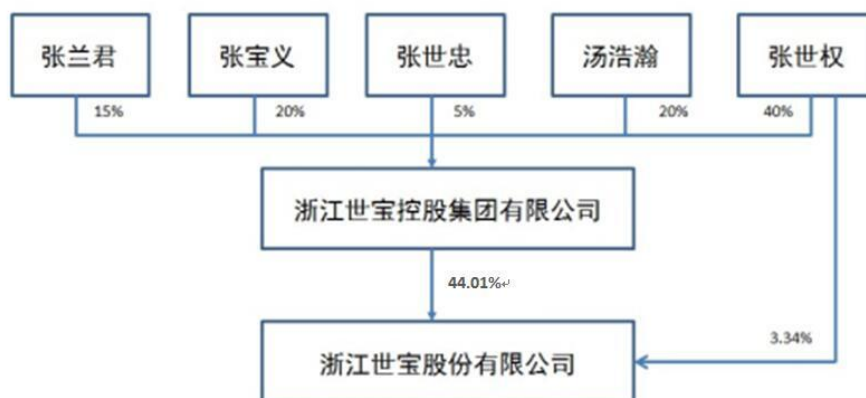 张兰君
张宝义
张世忠
汤浩瀚
张世权
15%
20%
5%
20%
40%
浙江世宝控股集团有限公司
44.01%
3.34%
浙江世宝股份有限公司